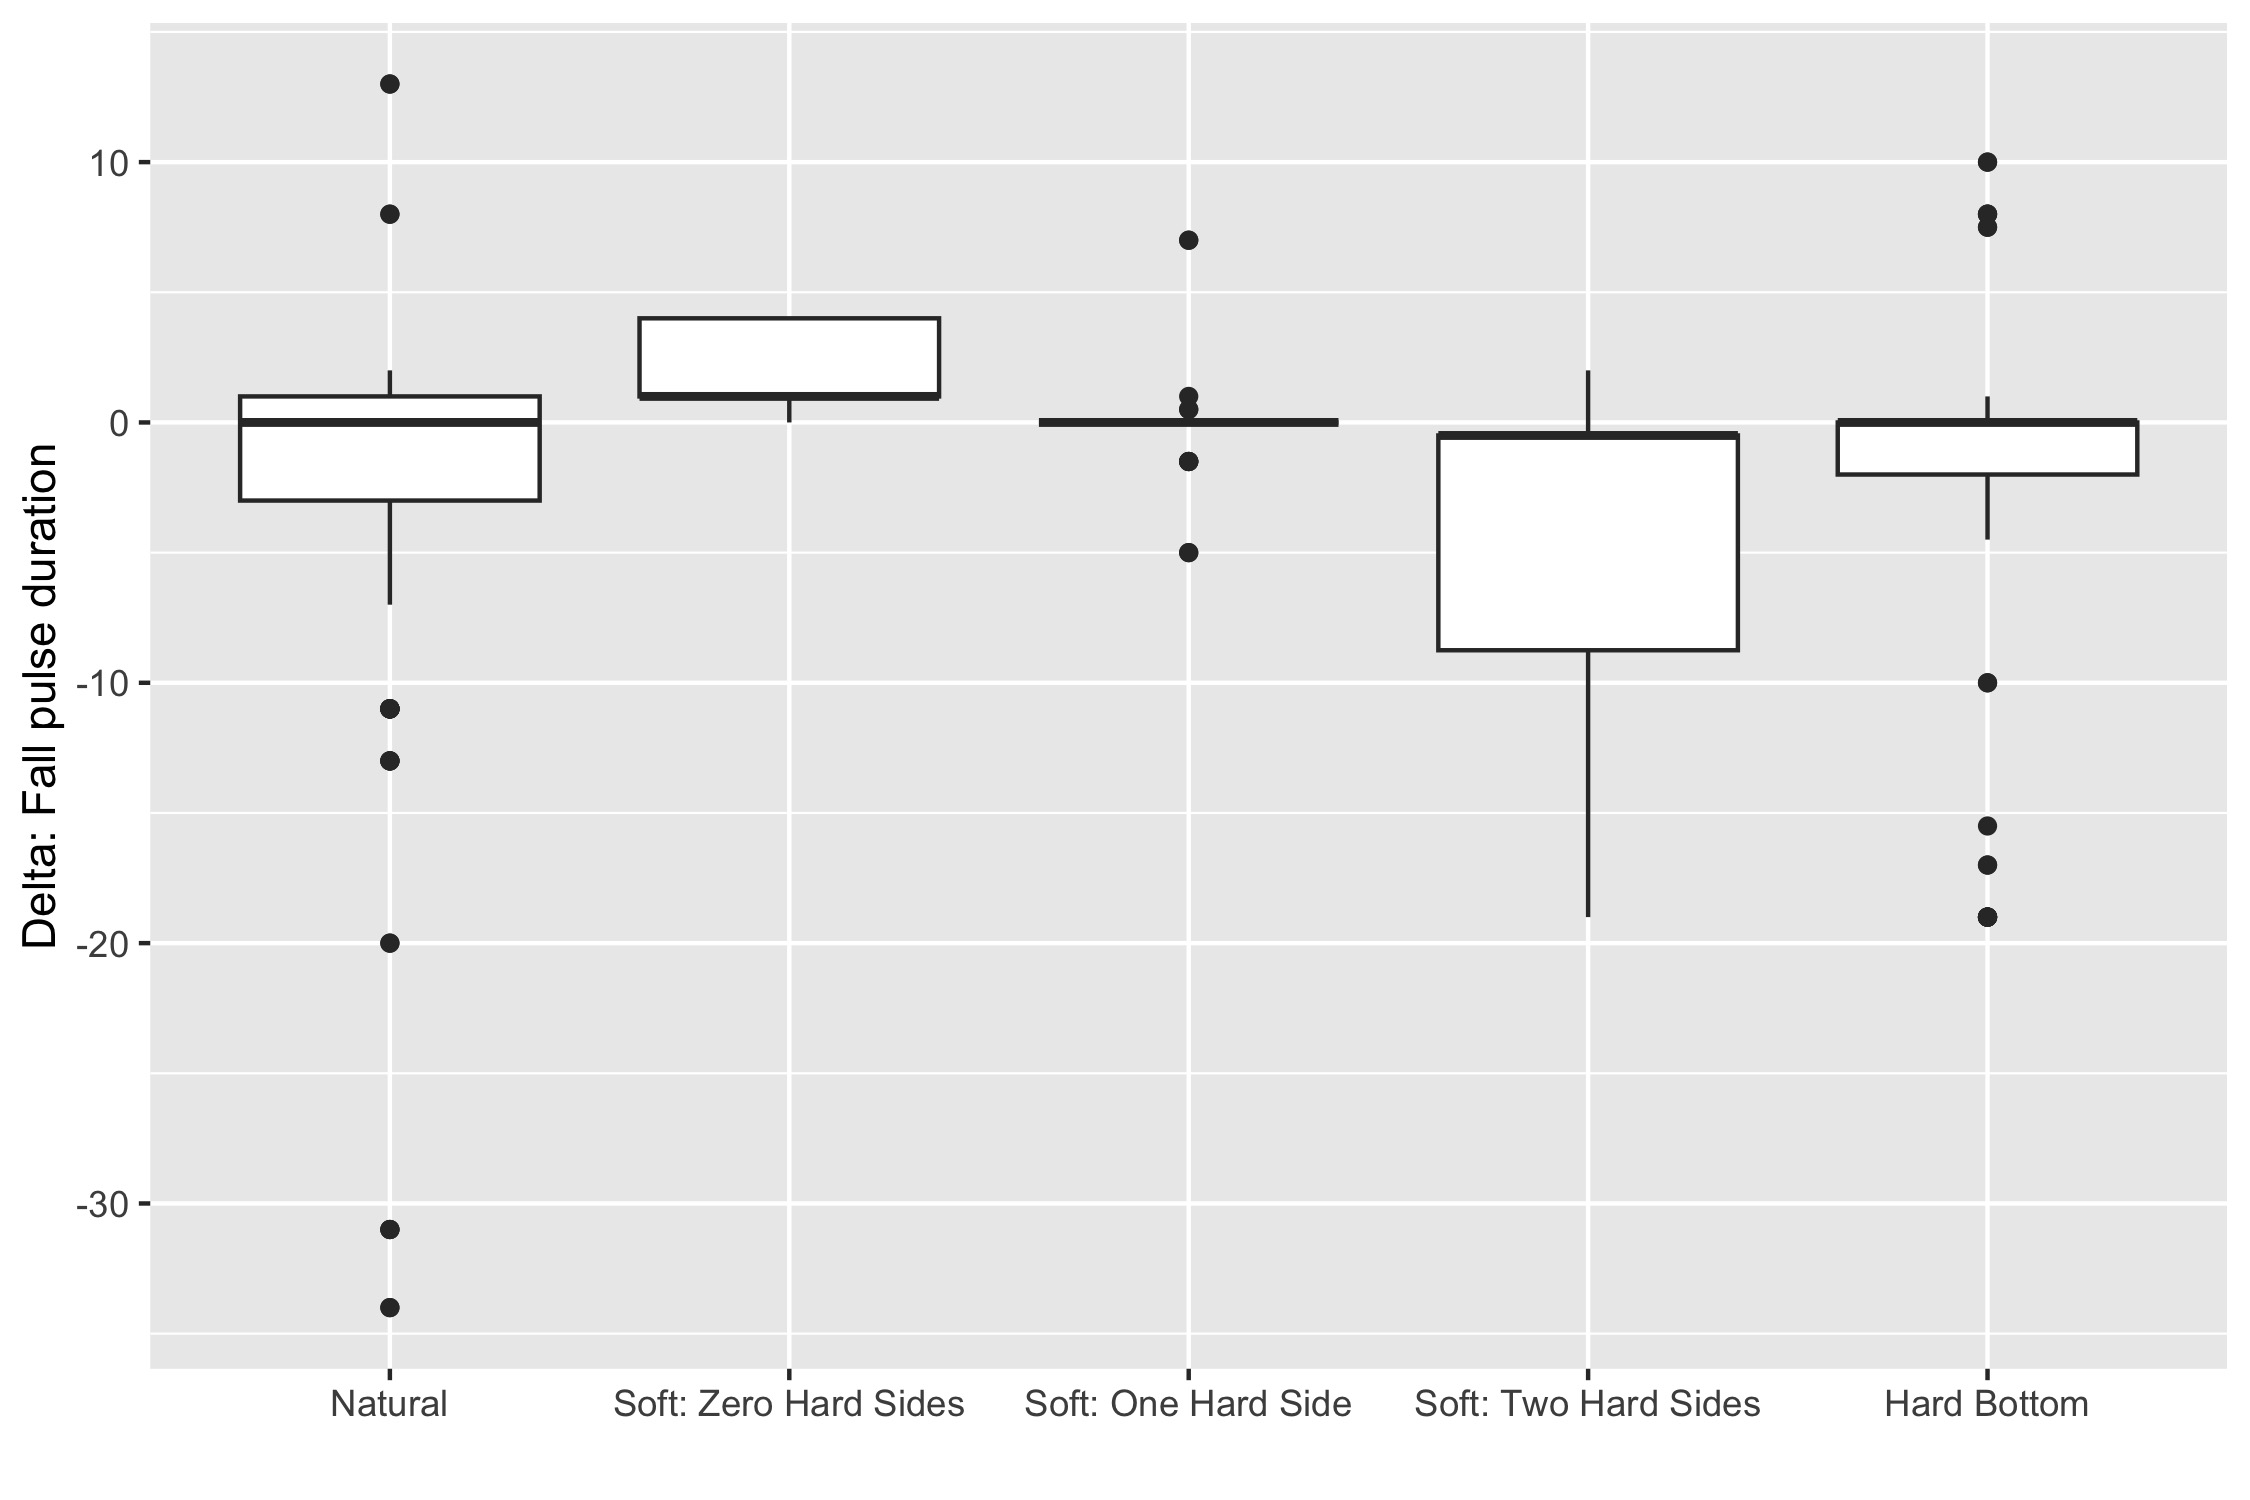 Delta: Fall pulse duration
10
0
-10
-20
-30
Natural
Soft: Zero Hard Sides
Soft: One Hard Side
Soft: Two Hard Sides
Hard Bottom